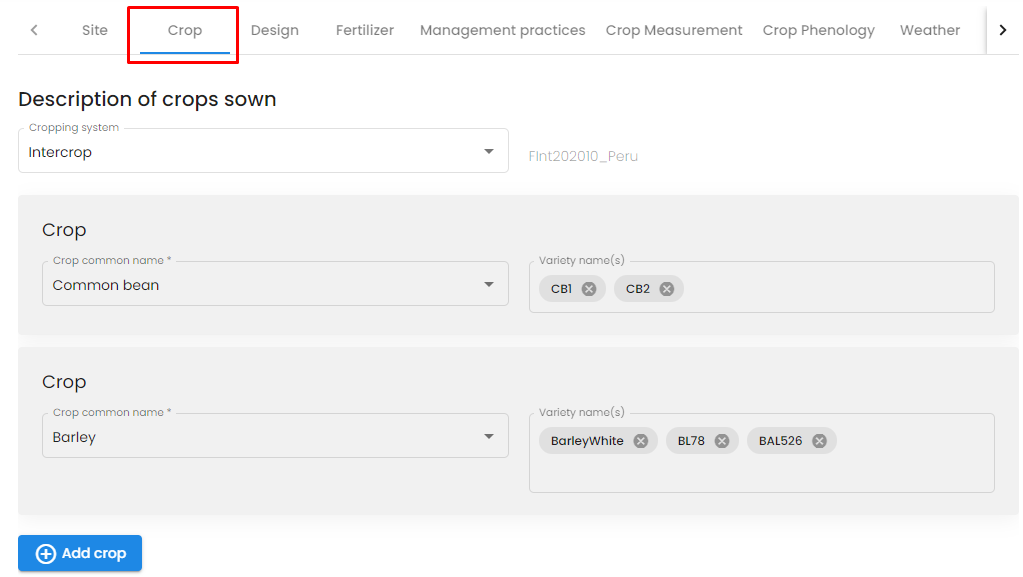 Site Crop Design Fertilizer Management practices Crop Measurement Crop Phenology Weather
Description of crops sown
Cropping system
Intercrop
FInt202010_Peru
Crop
Crop common name *
Common bean
Variety name(s)
CB1 CB2
Crop
Crop common name *
Barley
Variety name(s)
BarleyWhite BL78 BAL526
Add crop